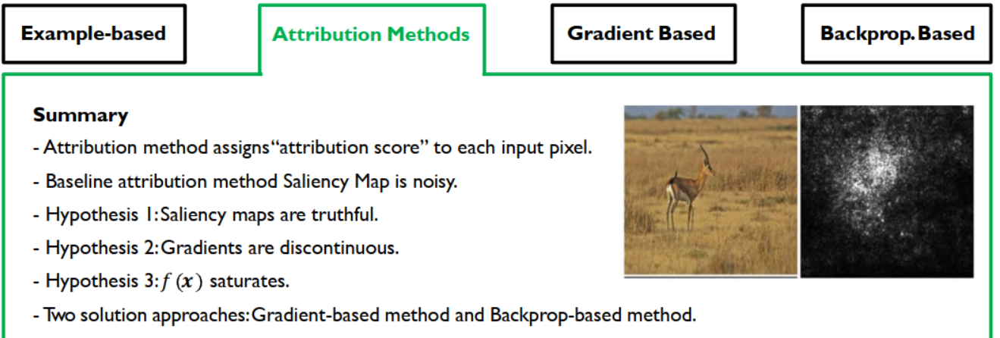 Example-based
Attribution Methods
Gradient Based
Backprop. Based
Summary
- Attribution method assigns “attribution score” to each input pixel.
- Baseline attribution method Saliency Map is noisy.
- Hypothesis 1: Saliency maps are truthful.
- Hypothesis 2: Gradients are discontinuous.
- Hypothesis 3: f (x) saturates.
- Two solution approaches: Gradient-based method and Backprop-based method.